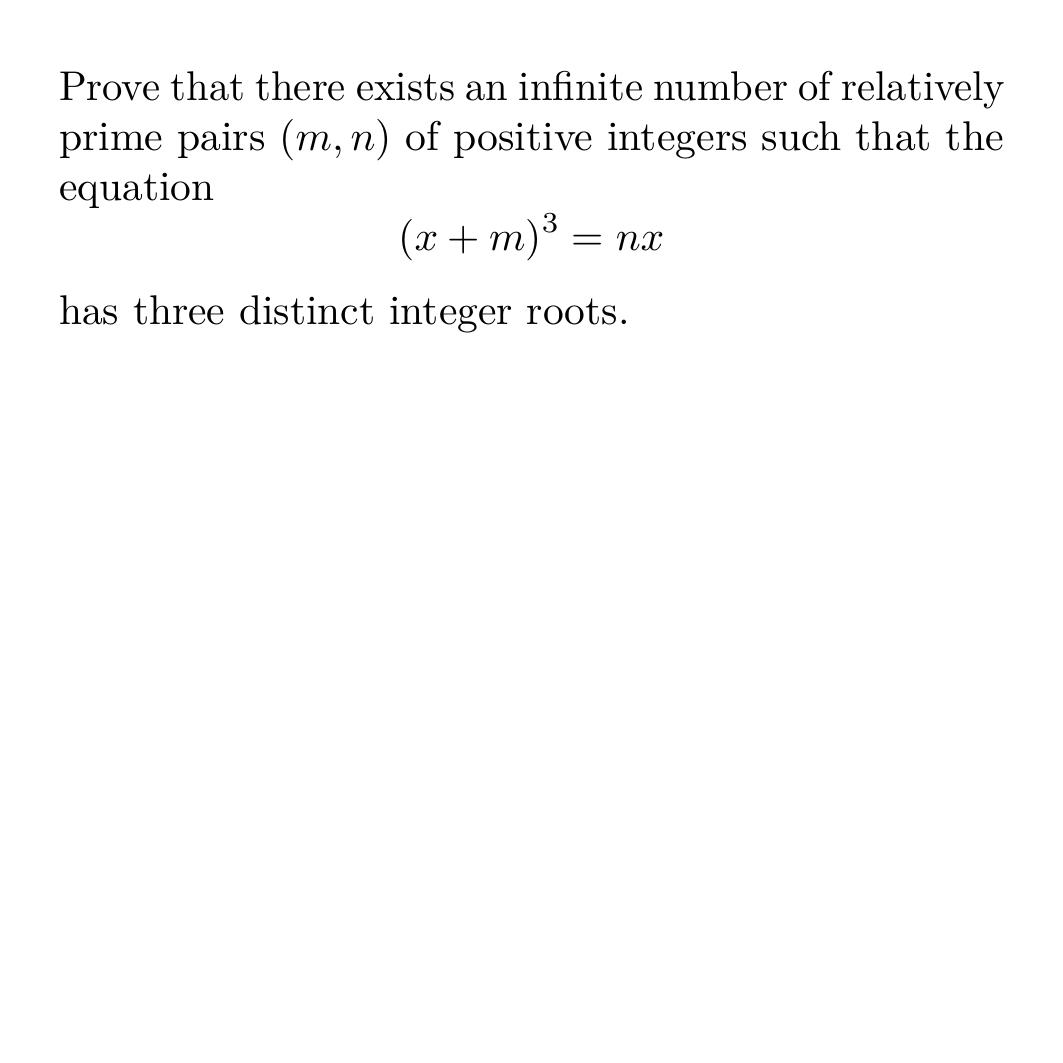 Prove that there exists an infinite number of relatively
prime pairs (m, n) of positive integers such that the
equation
(x + m)³ = nx
has three distinct integer roots.